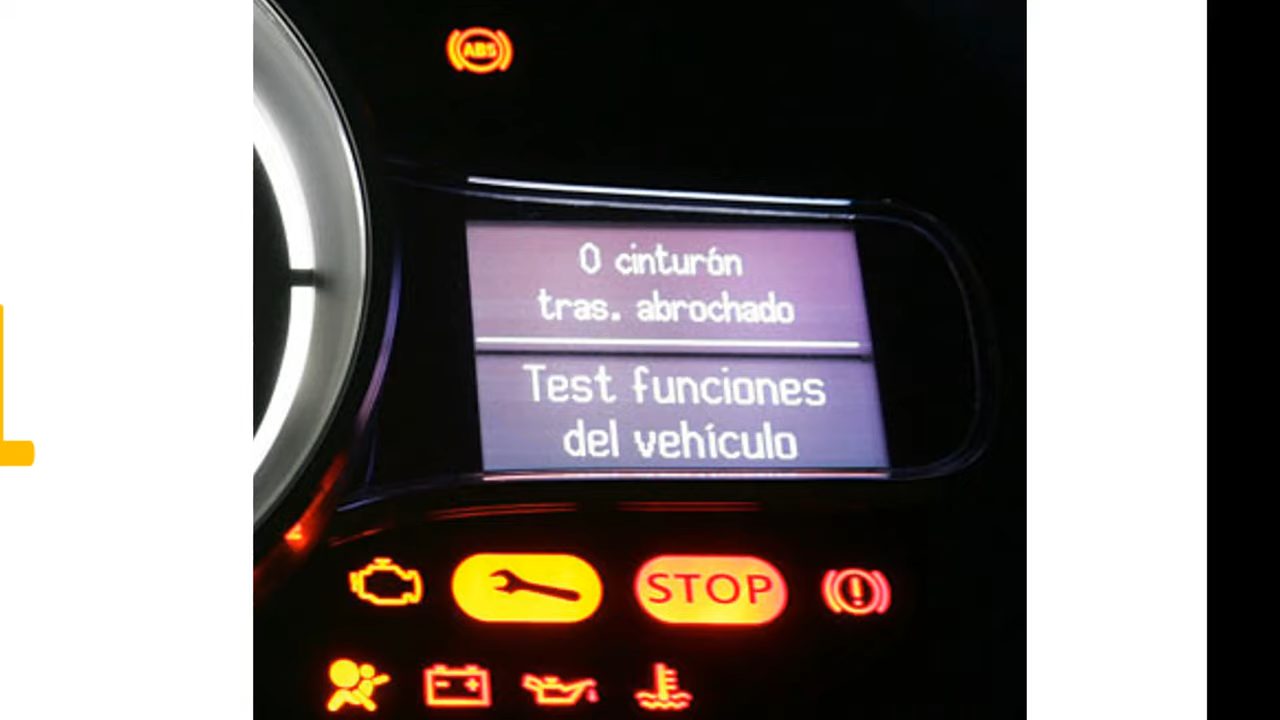 ABS
0 cinturón
tras. abrochado
Test funciones
del vehículo
STOP